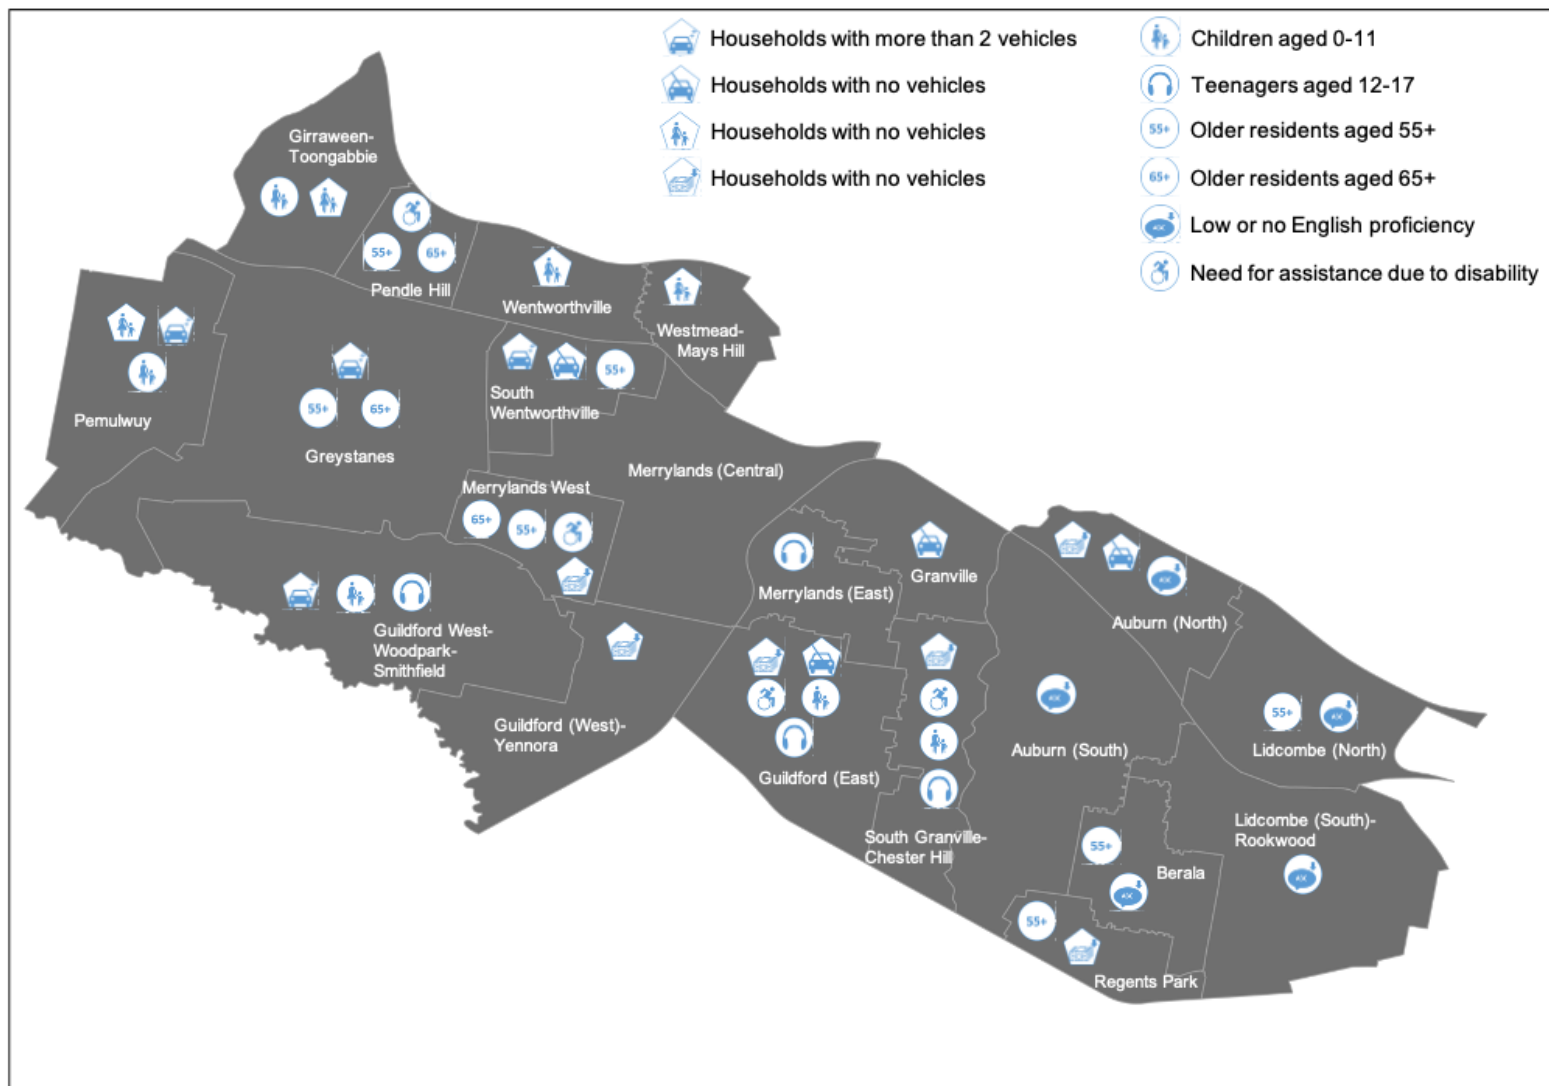 Households with more than 2 vehicles
Households with no vehicles
Households with no vehicles
Households with no vehicles
Children aged 0-11
Teenagers aged 12-17
55+
Older residents aged 55+
65+
Older residents aged 65+
Low or no English proficiency
Need for assistance due to disability
Girraween-
Toongabbie
55+
65+
Pendle Hill
Wentworthville
Westmead-
Mays Hill
Pemulwuy
55+
65+
Greystanes
55+
South
Wentworthville
Merrylands (Central)
Merrylands West
65+
55+
Guildford West-
Woodpark-
Smithfield
Guildford (West)-
Yennora
Merrylands (East)
Granville
Guildford (East)
South Granville-
Chester Hill
Auburn (North)
Auburn (South)
55+
Lidcombe (North)
Lidcombe (South)-
Rookwood
55+
Berala
55+
Regents Park